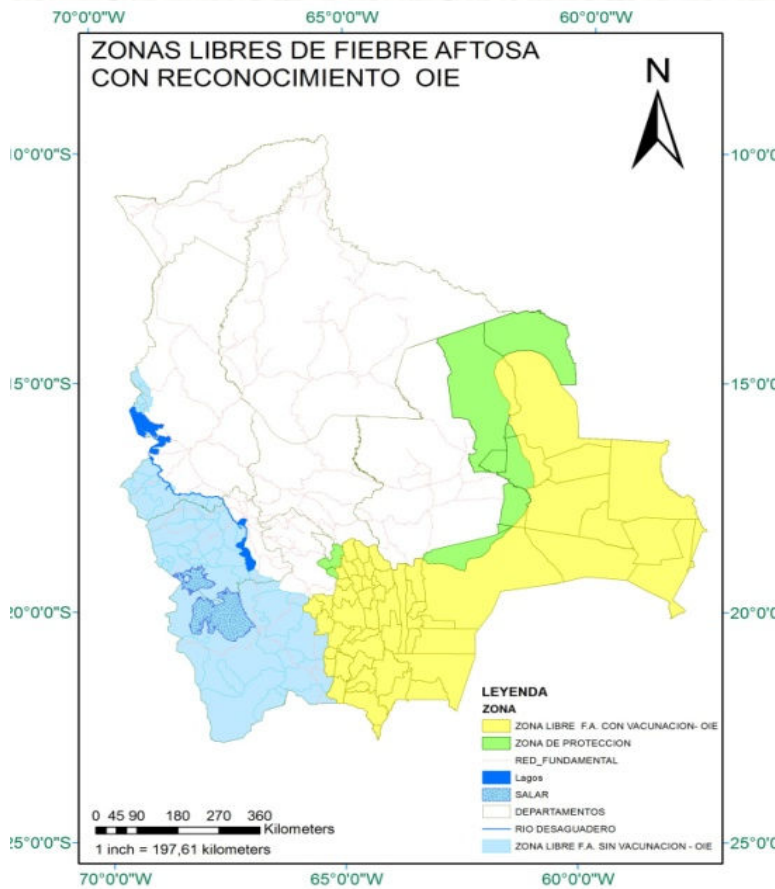 70°0'0"W 65°0'0"W 60°0'0"W
ZONAS LIBRES DE FIEBRE AFTOSA
CON RECONOCIMIENTO OIE
N
0°0'0"S 10°0'0"
15°0'0"S 15°0'0"
20°0'0"S 20°0'0"
LEYENDA
ZONA
ZONA LIBRE F.A. CON VACUNACION- OIE
ZONA DE PROTECCION
RED_FUNDAMENTAL
Lagos
SALAR
DEPARTAMENTOS
RIO DESAGUADERO
ZONA LIBRE F.A. SIN VACUNACION - OIE
0 45 90 180 270 360
Kilometers
1 inch = 197,61 kilometers
25°0'0"S 25°0'0"
70°0'0"W 65°0'0"W 60°0'0"W